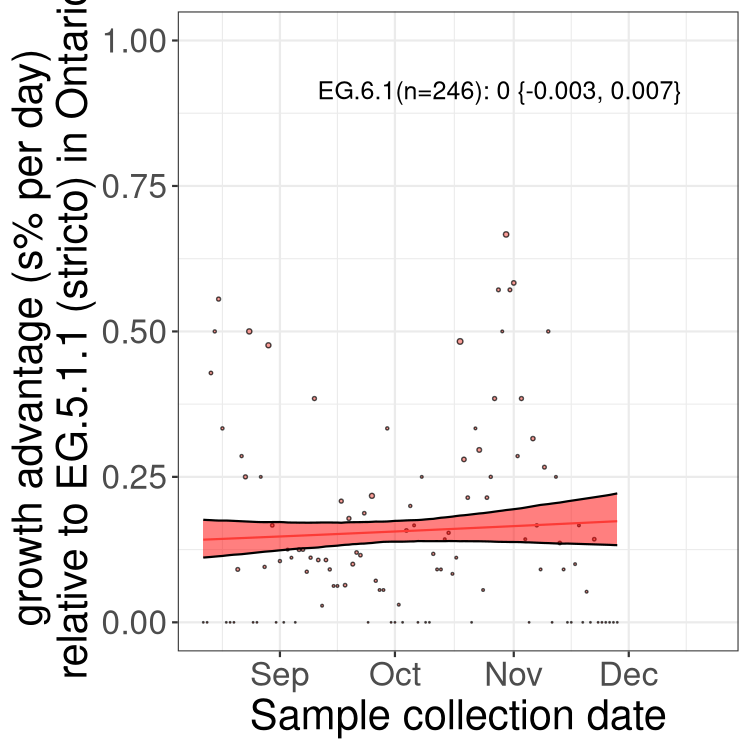 growth advantage (s% per day)
relative to EG.5.1.1 (stricto) in Ontario
1.00
0.75
0.50
0.25
0.00
EG.6.1(n=246): 0 {-0.003, 0.007}
Sep Oct Nov Dec
Sample collection date